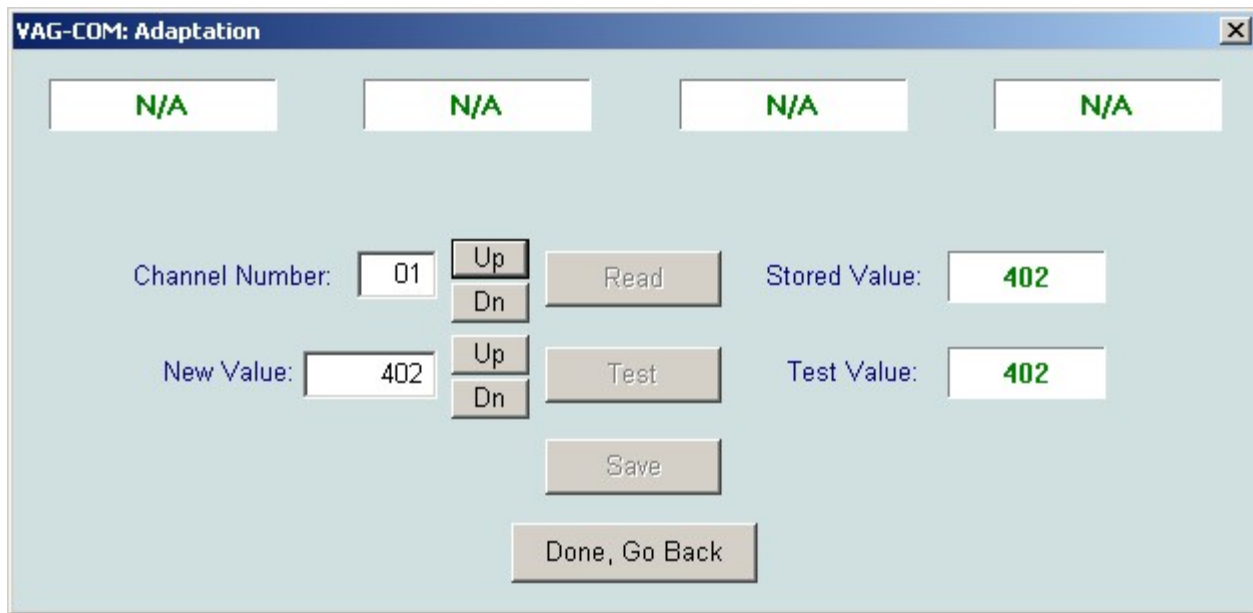 VAG-COM: Adaptation
N/A N/A N/A N/A
Channel Number: 01 Up Read Stored Value: 402
Dn
New Value: 402 Up Test Test Value: 402
Dn
Save
Done, Go Back